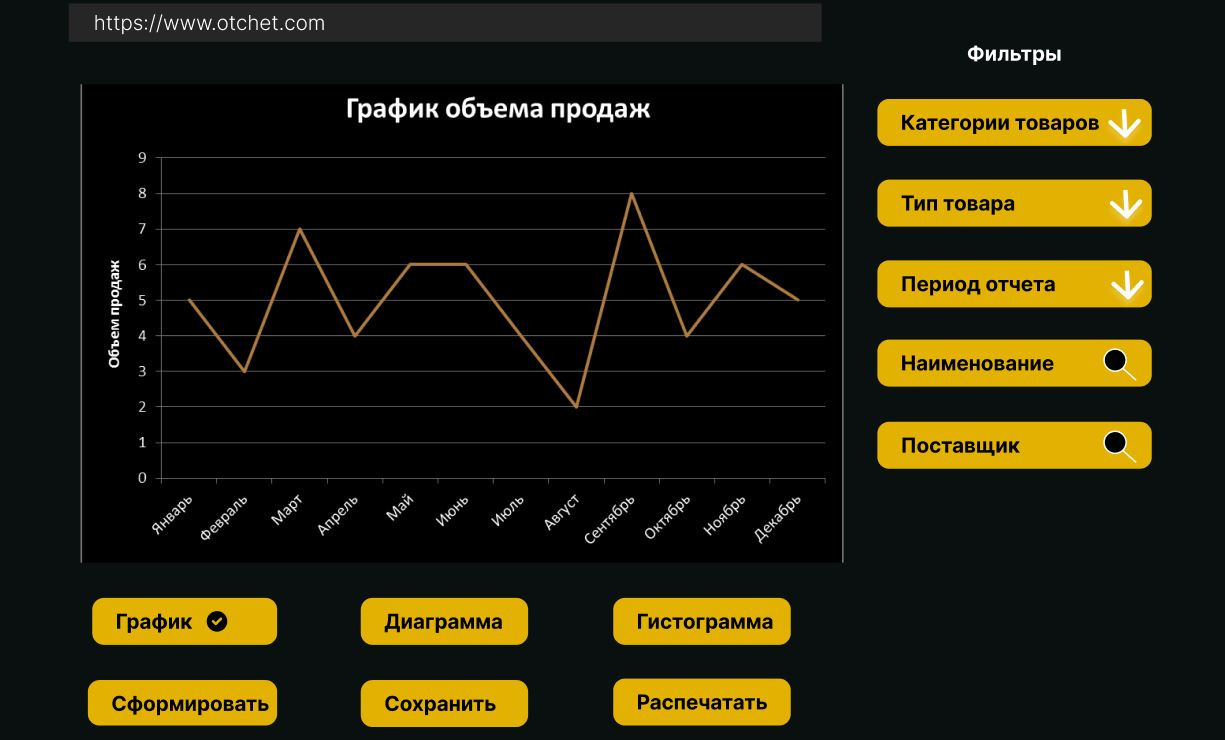 https://www.otchet.com
Фильтры
График объема продаж
Категории товаров
Тип товара
Период отчета
Наименование
Поставщик
Объем продаж
9
8
7
6
5
4
3
2
1
0
Январь
Февраль
Март
Апрель
Май
Июнь
Июль
Август
Сентябрь
Октябрь
Ноябрь
Декабрь
График
Диаграмма
Гистограмма
Сформировать
Сохранить
Распечатать